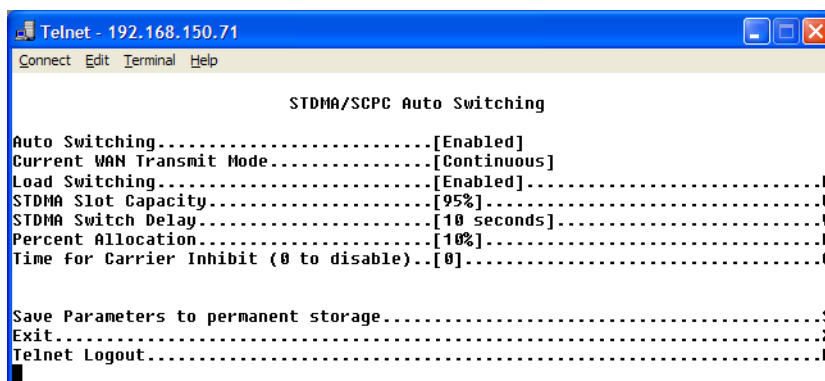 Telnet - 192.168.150.71
Connect Edit Terminal Help
STDMA/SCPC Auto Switching
Auto Switching...........................[Enabled]
Current WAN Transmit Mode................[Continuous]
Load Switching...........................[Enabled].............................
STDMA Slot Capacity......................[95%].................................
STDMA Switch Delay.......................[10 seconds]..........................
Percent Allocation.......................[10%].................................
Time for Carrier Inhibit (0 to disable)..[0]...................................
Save Parameters to permanent storage...........................................
Exit...........................................................................
Telnet Logout..................................................................